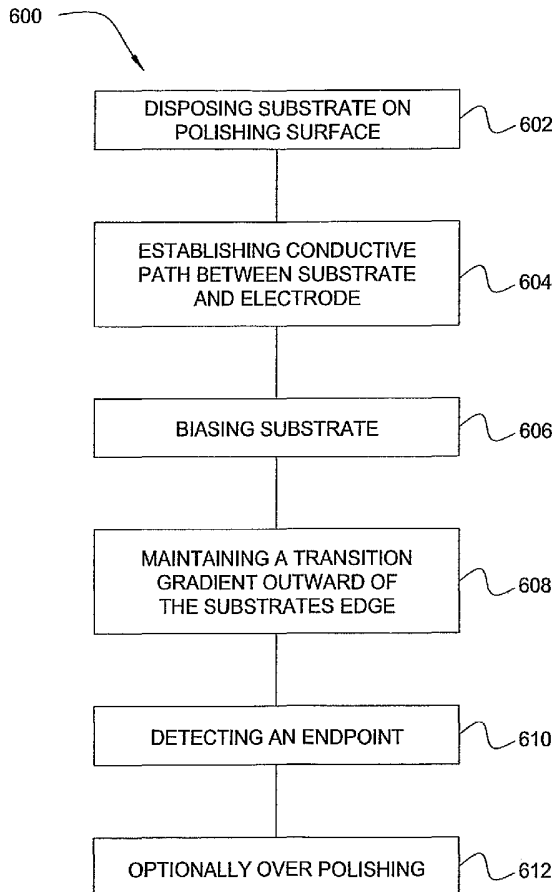 600
DISPOSING SUBSTRATE ON
POLISHING SURFACE
602
ESTABLISHING CONDUCTIVE
PATH BETWEEN SUBSTRATE
AND ELECTRODE
604
BIASING SUBSTRATE
606
MAINTAINING A TRANSITION
GRADIENT OUTWARD OF
THE SUBSTRATES EDGE
608
DETECTING AN ENDPOINT
610
OPTIONALLY OVER POLISHING
612